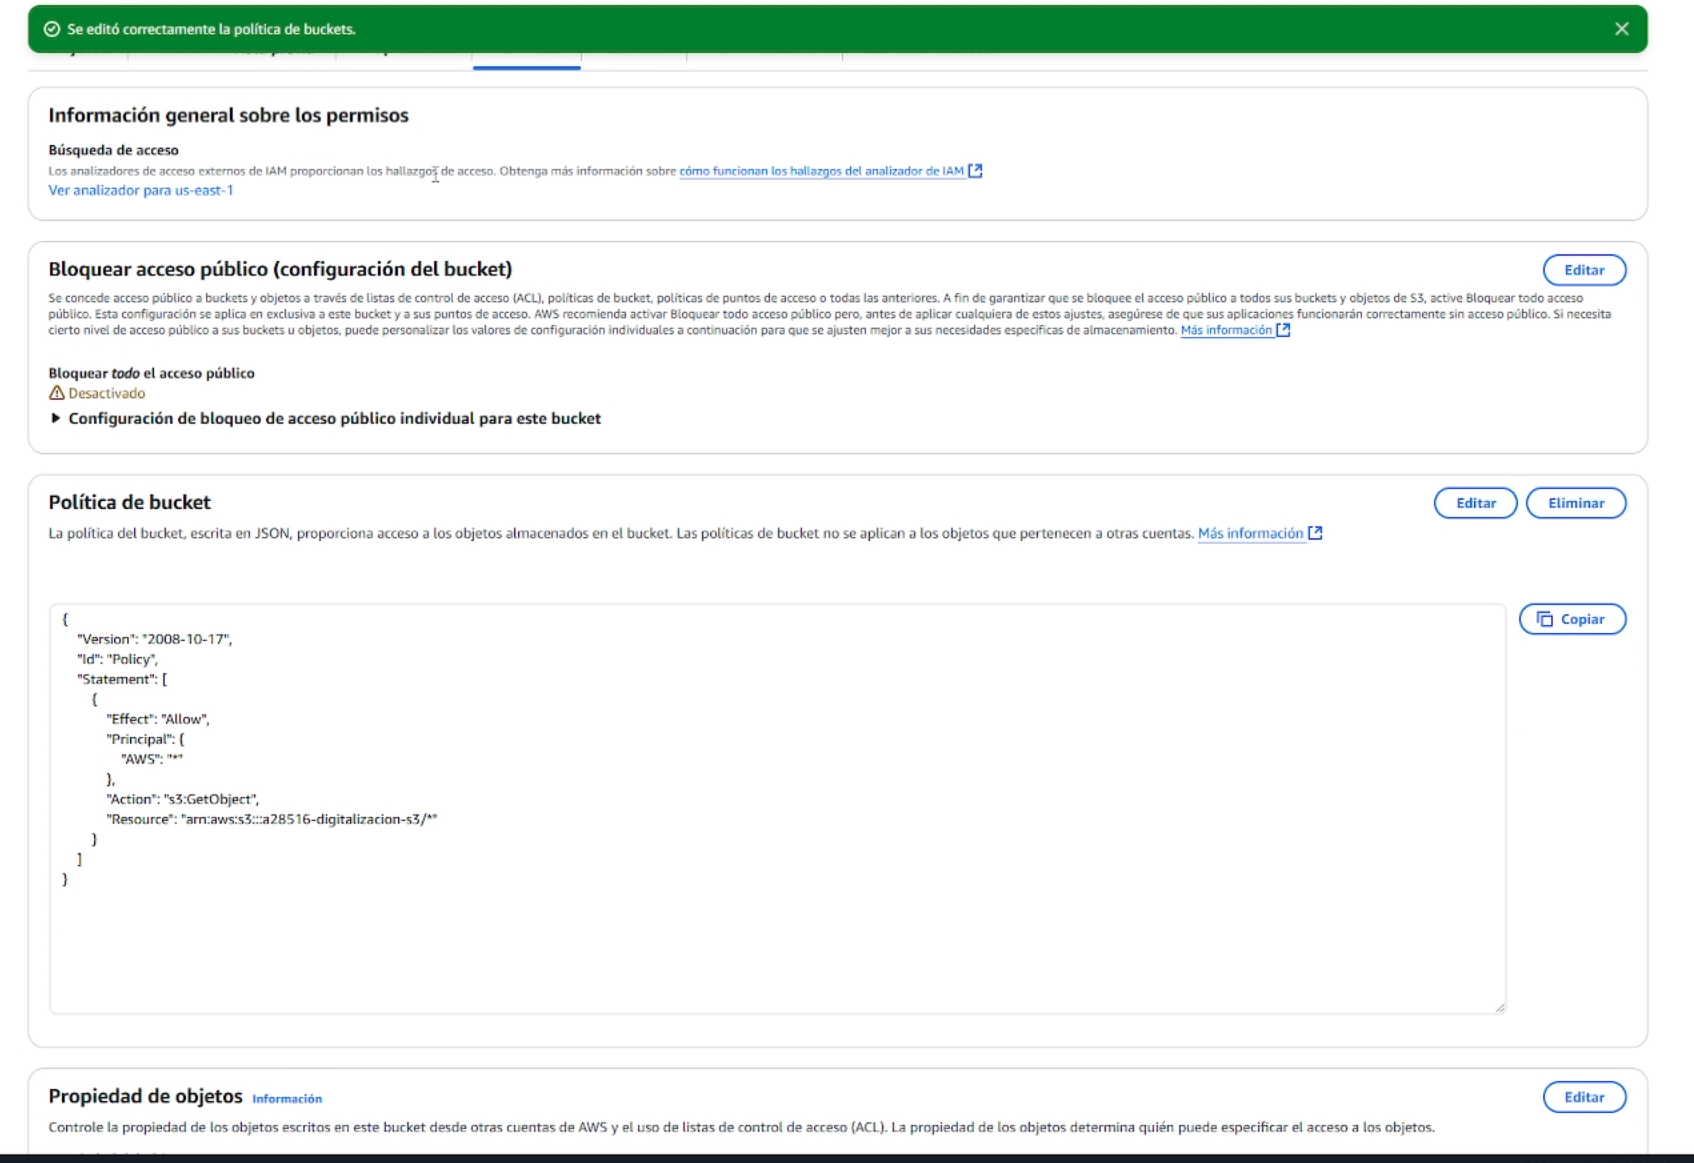 Se editó correctamente la política de buckets.
Información general sobre los permisos
Búsqueda de acceso
Los analizadores de acceso externos de IAM proporcionan los hallazgos de acceso. Obtenga más información sobre cómo funcionan los hallazgos del analizador de IAM
Ver analizador para us-east-1
Bloquear acceso público (configuración del bucket)
Editar
Se concede acceso público a buckets y objetos a través de listas de control de acceso (ACL), políticas de bucket, políticas de puntos de acceso o todas las anteriores. A fin de garantizar que se bloquee el acceso público a todos sus buckets y objetos de S3, active Bloquear todo acceso
público. Esta configuración se aplica en exclusiva a este bucket y a sus puntos de acceso. AWS recomienda activar Bloquear todo acceso público pero, antes de aplicar cualquiera de estos ajustes, asegúrese de que sus aplicaciones funcionarán correctamente sin acceso público. Si necesita
cierto nivel de acceso público a sus buckets u objetos, puede personalizar los valores de configuración individuales a continuación para que se ajusten mejor a sus necesidades específicas de almacenamiento. Más información
Bloquear todo el acceso público
Desactivado
Configuración de bloqueo de acceso público individual para este bucket
Política de bucket
Editar
Eliminar
La política del bucket, escrita en JSON, proporciona acceso a los objetos almacenados en el bucket. Las políticas de bucket no se aplican a los objetos que pertenecen a otras cuentas. Más información
Copiar
{
"Version": "2008-10-17",
"Id": "Policy",
"Statement": [
{
"Effect": "Allow",
"Principal": {
"AWS": "*"
},
"Action": "s3:GetObject",
"Resource": "arn:aws:s3:::a28516-digitalizacion-s3/*"
}
]
}
Propiedad de objetos Información
Editar
Controle la propiedad de los objetos escritos en este bucket desde otras cuentas de AWS y el uso de listas de control de acceso (ACL). La propiedad de los objetos determina quién puede especificar el acceso a los objetos.